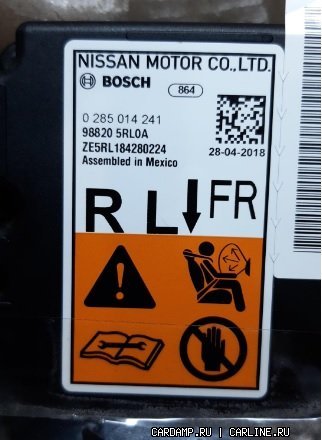 NISSAN MOTOR CO.,LTD.
BOSCH 864
0 285 014 241
98820 5RL0A
ZE5RL184280224
Assembled in Mexico
28-04-2018
R L FR
CARDAMP.RU | CARLINE.RU